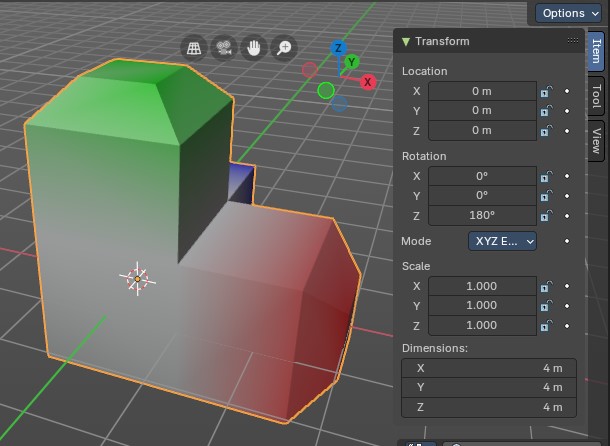 Options
Z
Y
X
Transform
Item
Tool
View
Location
X 0 m
Y 0 m
Z 0 m
Rotation
X 0°
Y 0°
Z 180°
Mode XYZ E...
Scale
X 1.000
Y 1.000
Z 1.000
Dimensions:
X 4 m
Y 4 m
Z 4 m